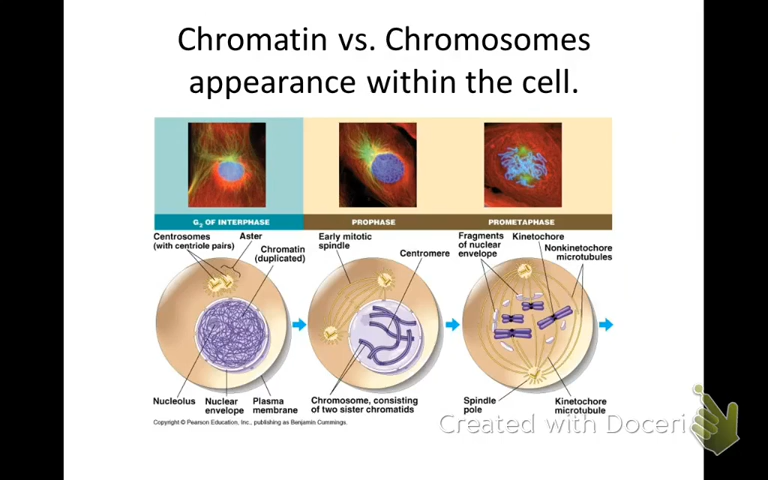 Chromatin vs. Chromosomes
appearance within the cell.
G₂ OF INTERPHASE
PROPHASE
PROMETAPHASE
Centrosomes
(with centriole pairs)
Aster
Chromatin
(duplicated)
Early mitotic
spindle
Centromere
Fragments
of nuclear
envelope
Kinetochore
Nonkinetochore
microtubules
Nucleolus
Nuclear
envelope
Plasma
membrane
Chromosome, consisting
of two sister chromatids
Spindle
pole
Kinetochore
microtubule
Copyright © Pearson Education, Inc., publishing as Benjamin Cummings.
Created with Doceri